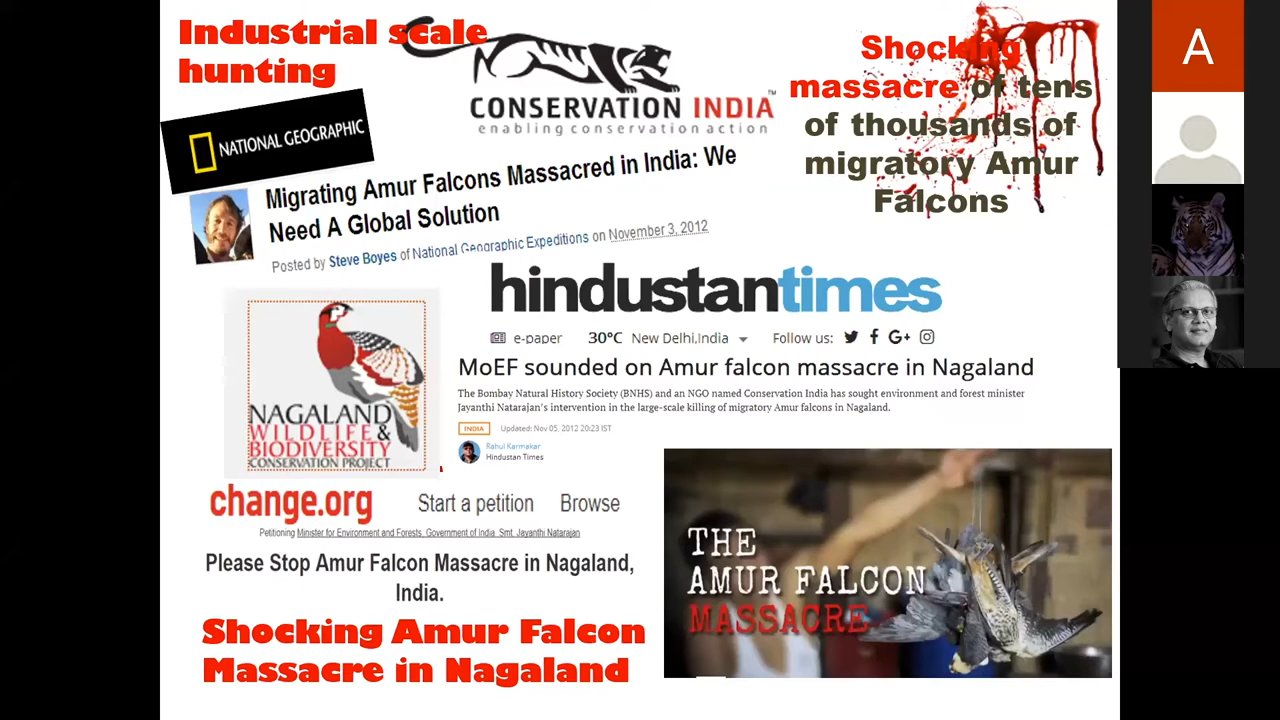 Industrial scale
hunting
CONSERVATION INDIA™
enabling conservation action
Shocking
massacre of tens
of thousands of
migratory Amur
Falcons
A
NATIONAL GEOGRAPHIC
Migrating Amur Falcons Massacred in India: We
Need A Global Solution
Posted by Steve Boyes of National Geographic Expeditions on November 3, 2012
hindustantimes
e-paper 30°C New Delhi,India Follow us:
MoEF sounded on Amur falcon massacre in Nagaland
The Bombay Natural History Society (BNHS) and an NGO named Conservation India has sought environment and forest minister
Jayanthi Natarajan's intervention in the large-scale killing of migratory Amur falcons in Nagaland.
INDIA Updated: Nov 05, 2012 20:23 IST
Rahul Karmakar
Hindustan Times
NAGALAND
WILDLIFE &
BIODIVERSITY
CONSERVATION PROJECT
change.org Start a petition Browse
Petitioning Minister for Environment and Forests, Government of India, Smt. Jayanthi Natarajan
Please Stop Amur Falcon Massacre in Nagaland,
India.
Shocking Amur Falcon
Massacre in Nagaland
THE
AMUR FALCON
MASSACRE